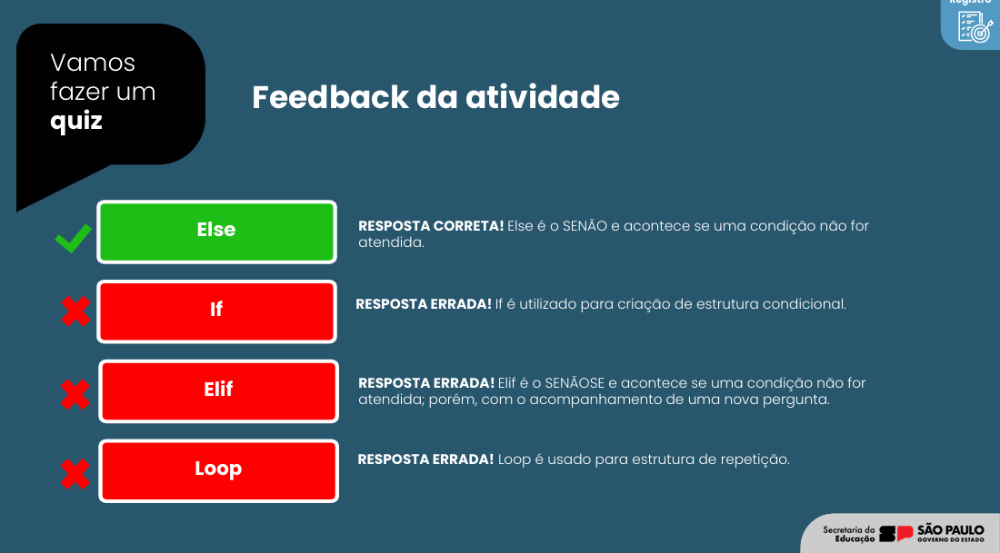 Registro
Vamos
fazer um
quiz
Feedback da atividade
Else
RESPOSTA CORRETA! Else é o SENÃO e acontece se uma condição não for
atendida.
If
RESPOSTA ERRADA! If é utilizado para criação de estrutura condicional.
Elif
RESPOSTA ERRADA! Elif é o SENÃOSE e acontece se uma condição não for
atendida; porém, com o acompanhamento de uma nova pergunta.
Loop
RESPOSTA ERRADA! Loop é usado para estrutura de repetição.
Secretaria da
Educação
SP
SÃO PAULO
GOVERNO DO ESTADO